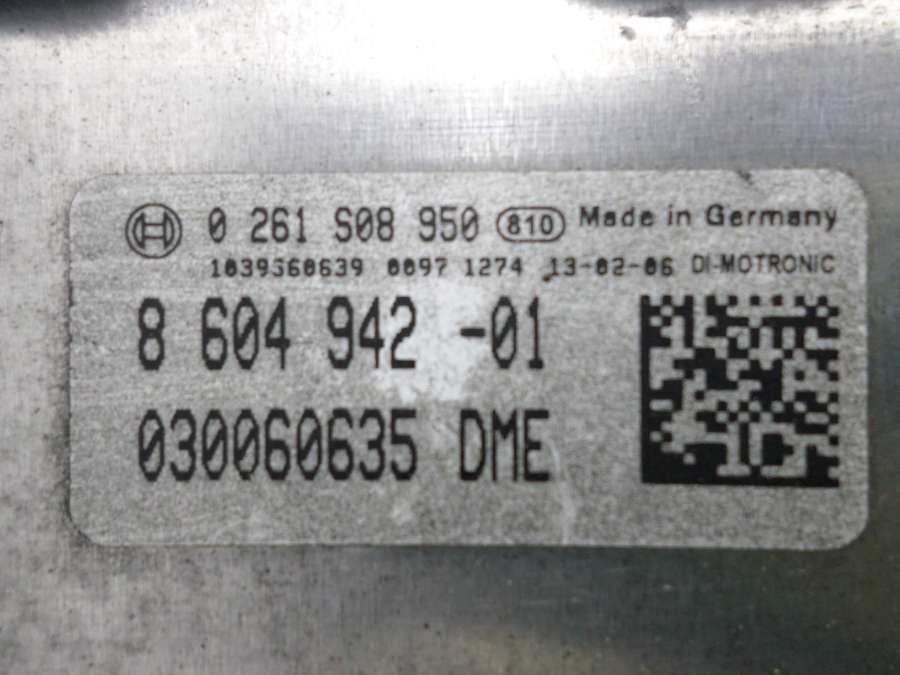 0 261 S08 950 810 Made in Germany
1039S60639 0097 1274 13-02-06 DI-MOTRONIC
8 604 942 -01
030060635 DME